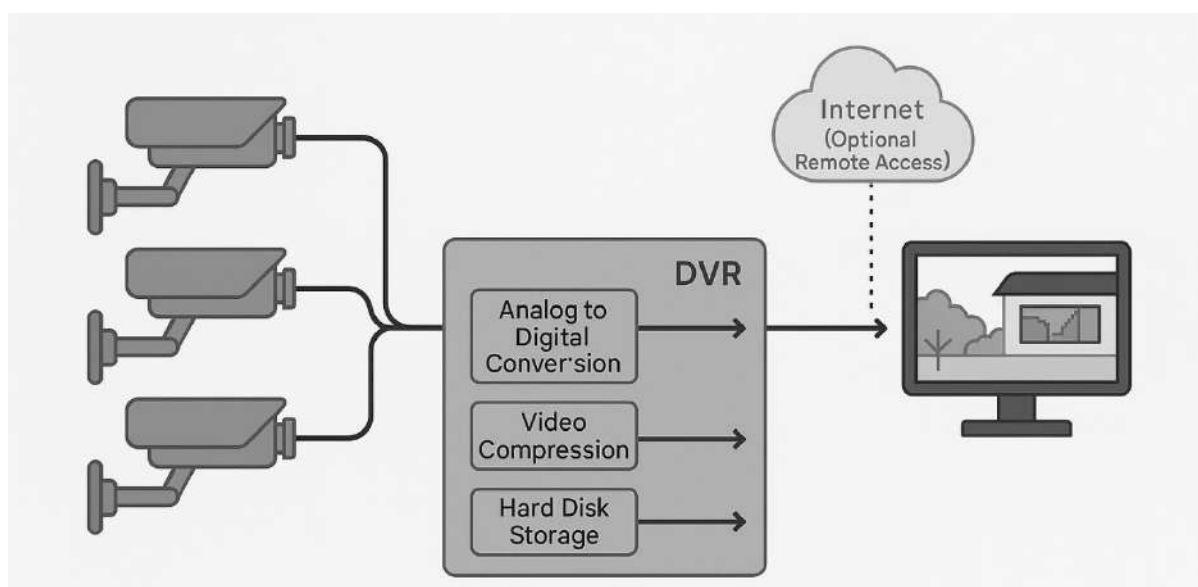 Internet
(Optional
Remote Access)
DVR
Analog to
Digital
Conversion
Video
Compression
Hard Disk
Storage